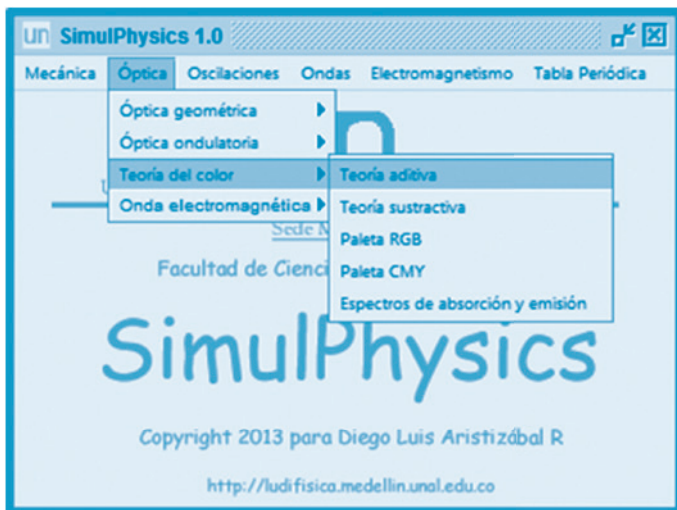 un SimulPhysics 1.0
Mecánica Óptica Oscilaciones Ondas Electromagnetismo Tabla Periódica
Óptica geométrica
Óptica ondulatoria
Teoría del color
Onda electromagnética
Teoría aditiva
Teoría sustractiva
Paleta RGB
Paleta CMY
Espectros de absorción y emisión
Sede
Facultad de
SimulPhysics
Copyright 2013 para Diego Luis Aristizábal R
http://ludifisica.medellin.unal.edu.co